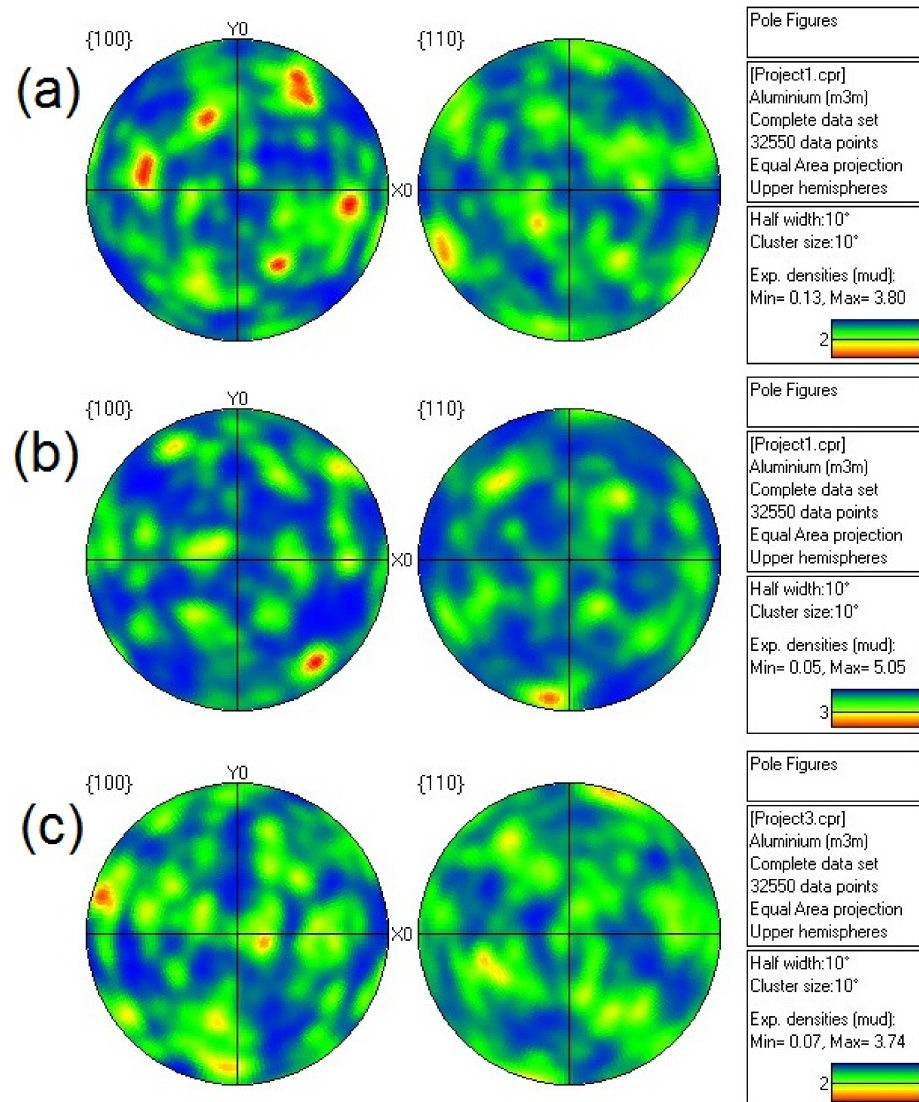 (a)
{100}
Y0
X0
{110}
Pole Figures
[Project1.cpr]
Aluminium (m3m)
Complete data set
32550 data points
Equal Area projection
Upper hemispheres
Half width:10°
Cluster size:10°
Exp. densities (mud):
Min= 0.13, Max= 3.80
2
(b)
{100}
Y0
X0
{110}
Pole Figures
[Project1.cpr]
Aluminium (m3m)
Complete data set
32550 data points
Equal Area projection
Upper hemispheres
Half width:10°
Cluster size:10°
Exp. densities (mud):
Min= 0.05, Max= 5.05
3
(c)
{100}
Y0
X0
{110}
Pole Figures
[Project3.cpr]
Aluminium (m3m)
Complete data set
32550 data points
Equal Area projection
Upper hemispheres
Half width:10°
Cluster size:10°
Exp. densities (mud):
Min= 0.07, Max= 3.74
2